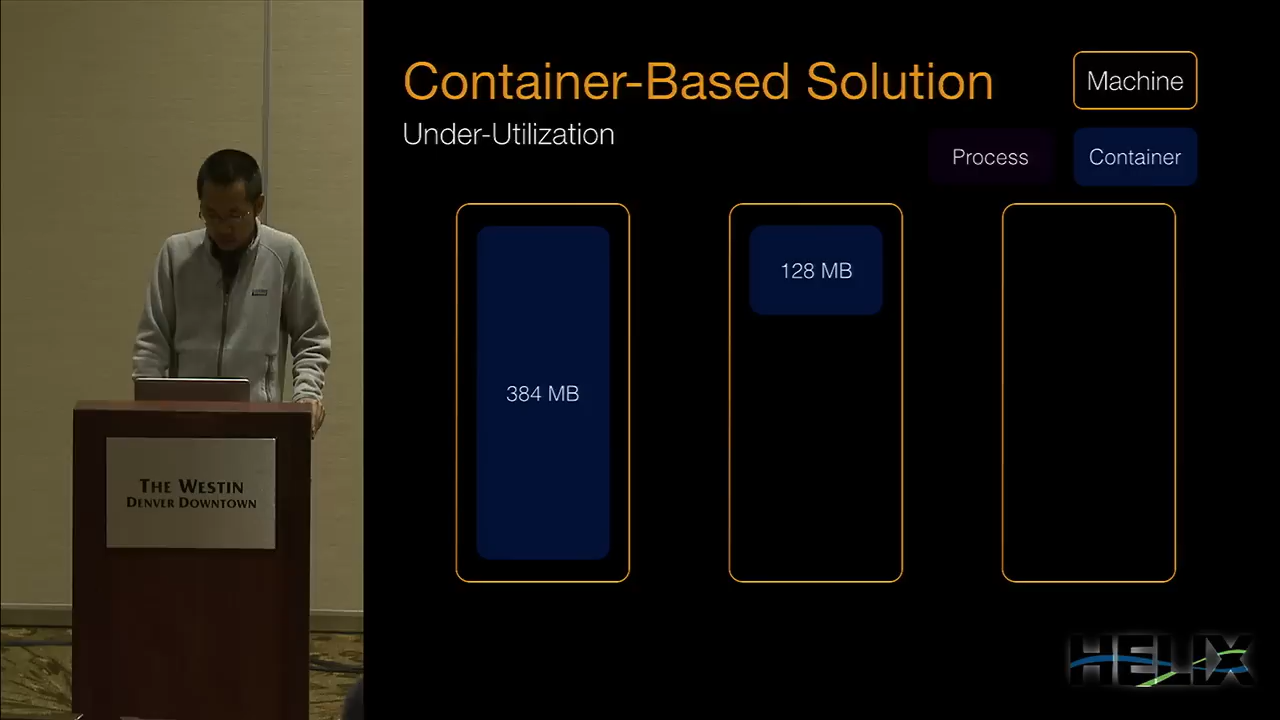 Container-Based Solution
Under-Utilization
Machine
Process
Container
384 MB
128 MB
THE WESTIN
DENVER DOWNTOWN
HELIX